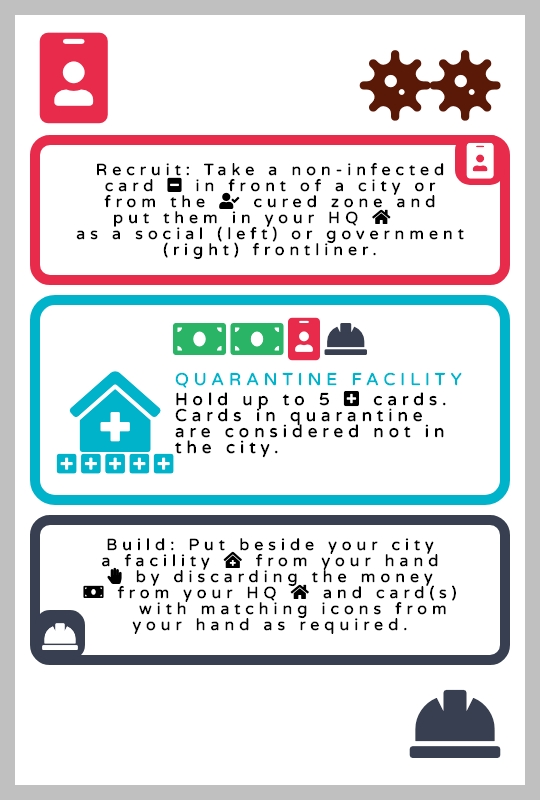 Recruit: Take a non-infected
card in front of a city or
from the cured zone and
put them in your HQ
as a social (left) or government
(right) frontliner.
QUARANTINE FACILITY
Hold up to 5 cards.
Cards in quarantine
are considered not in
the city.
Build: Put beside your city
a facility from your hand
by discarding the money
from your HQ and card(s)
with matching icons from
your hand as required.